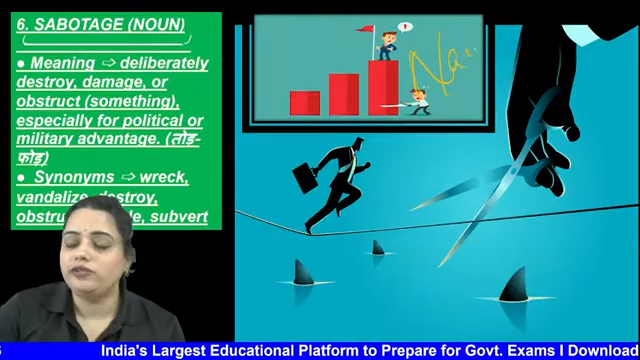 6. SABOTAGE (NOUN)
● Meaning ⇨ deliberately
destroy, damage, or
obstruct (something),
especially for political or
military advantage. (तोड़-
फोड़)
● Synonyms ⇨ wreck,
vandalize, destroy,
subvert
!
India's Largest Educational Platform to Prepare for Govt. Exams I Download